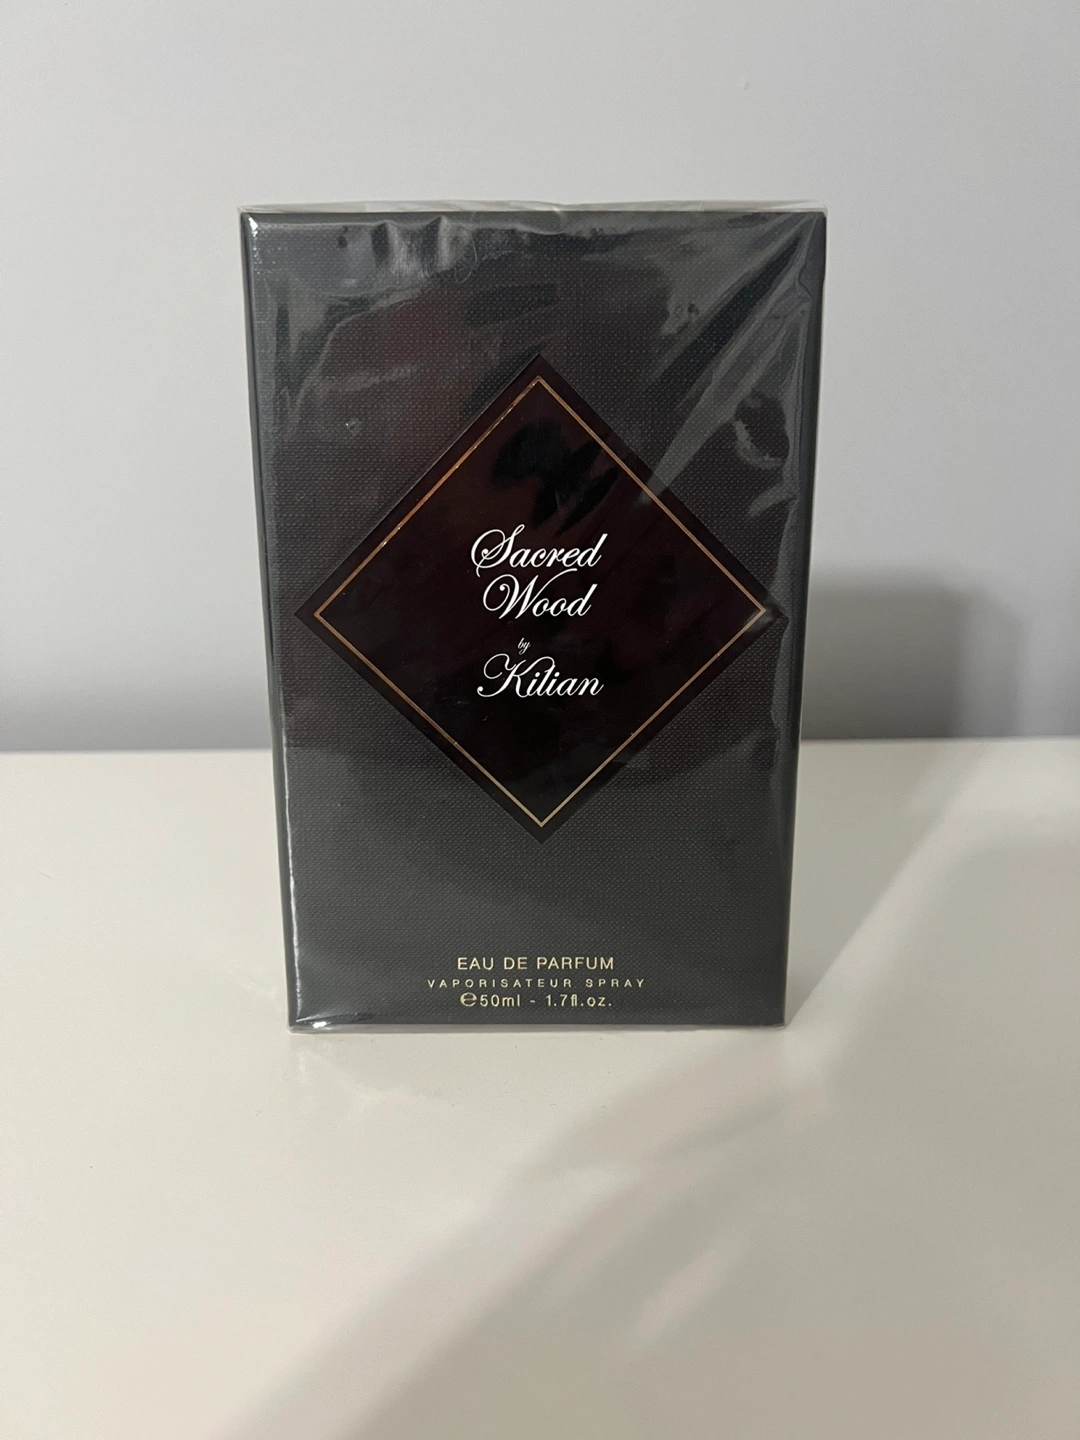 Sacred
Wood
by
Kilian
EAU DE PARFUM
VAPORISATEUR SPRAY
℮50ml - 1.7fl.oz.